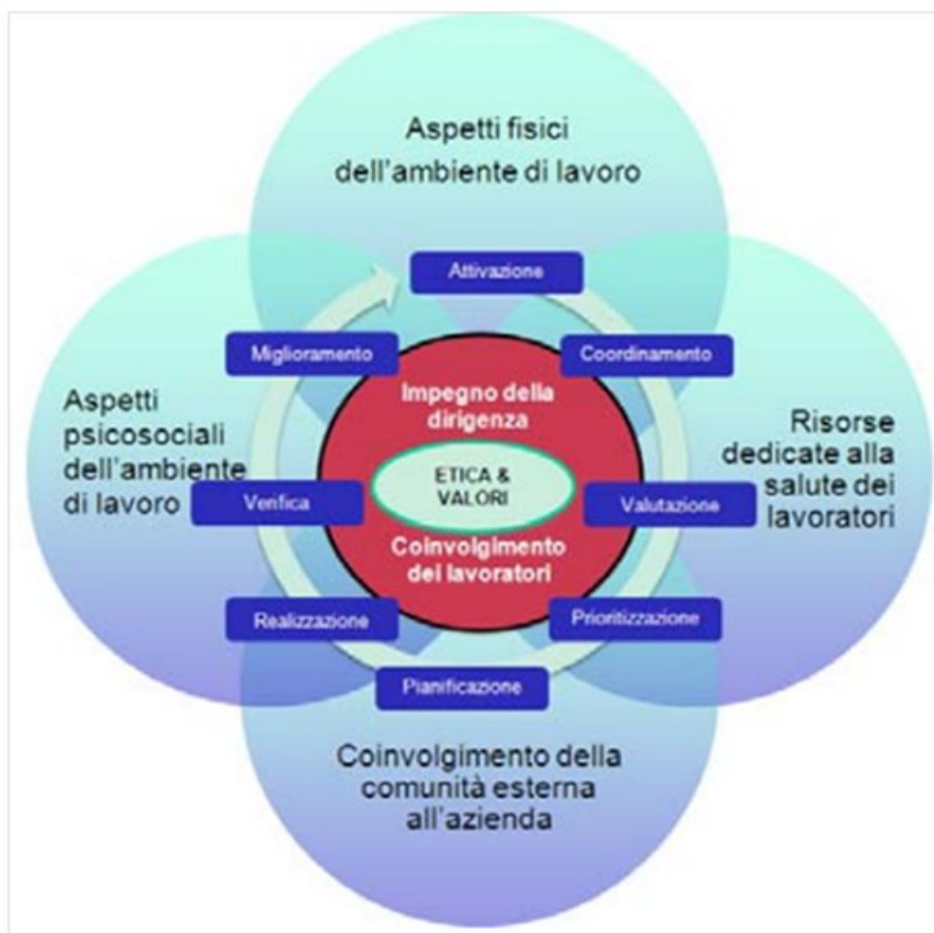 Aspetti fisici
dell'ambiente di lavoro
Attivazione
Miglioramento
Coordinamento
Impegno della
dirigenza
Aspetti
psicosociali
dell'ambiente
di lavoro
Risorse
dedicate alla
salute dei
lavoratori
ETICA &
VALORI
Verifica
Valutazione
Coinvolgimento
dei lavoratori
Realizzazione
Prioritizzazione
Pianificazione
Coinvolgimento della
comunità esterna
all'azienda